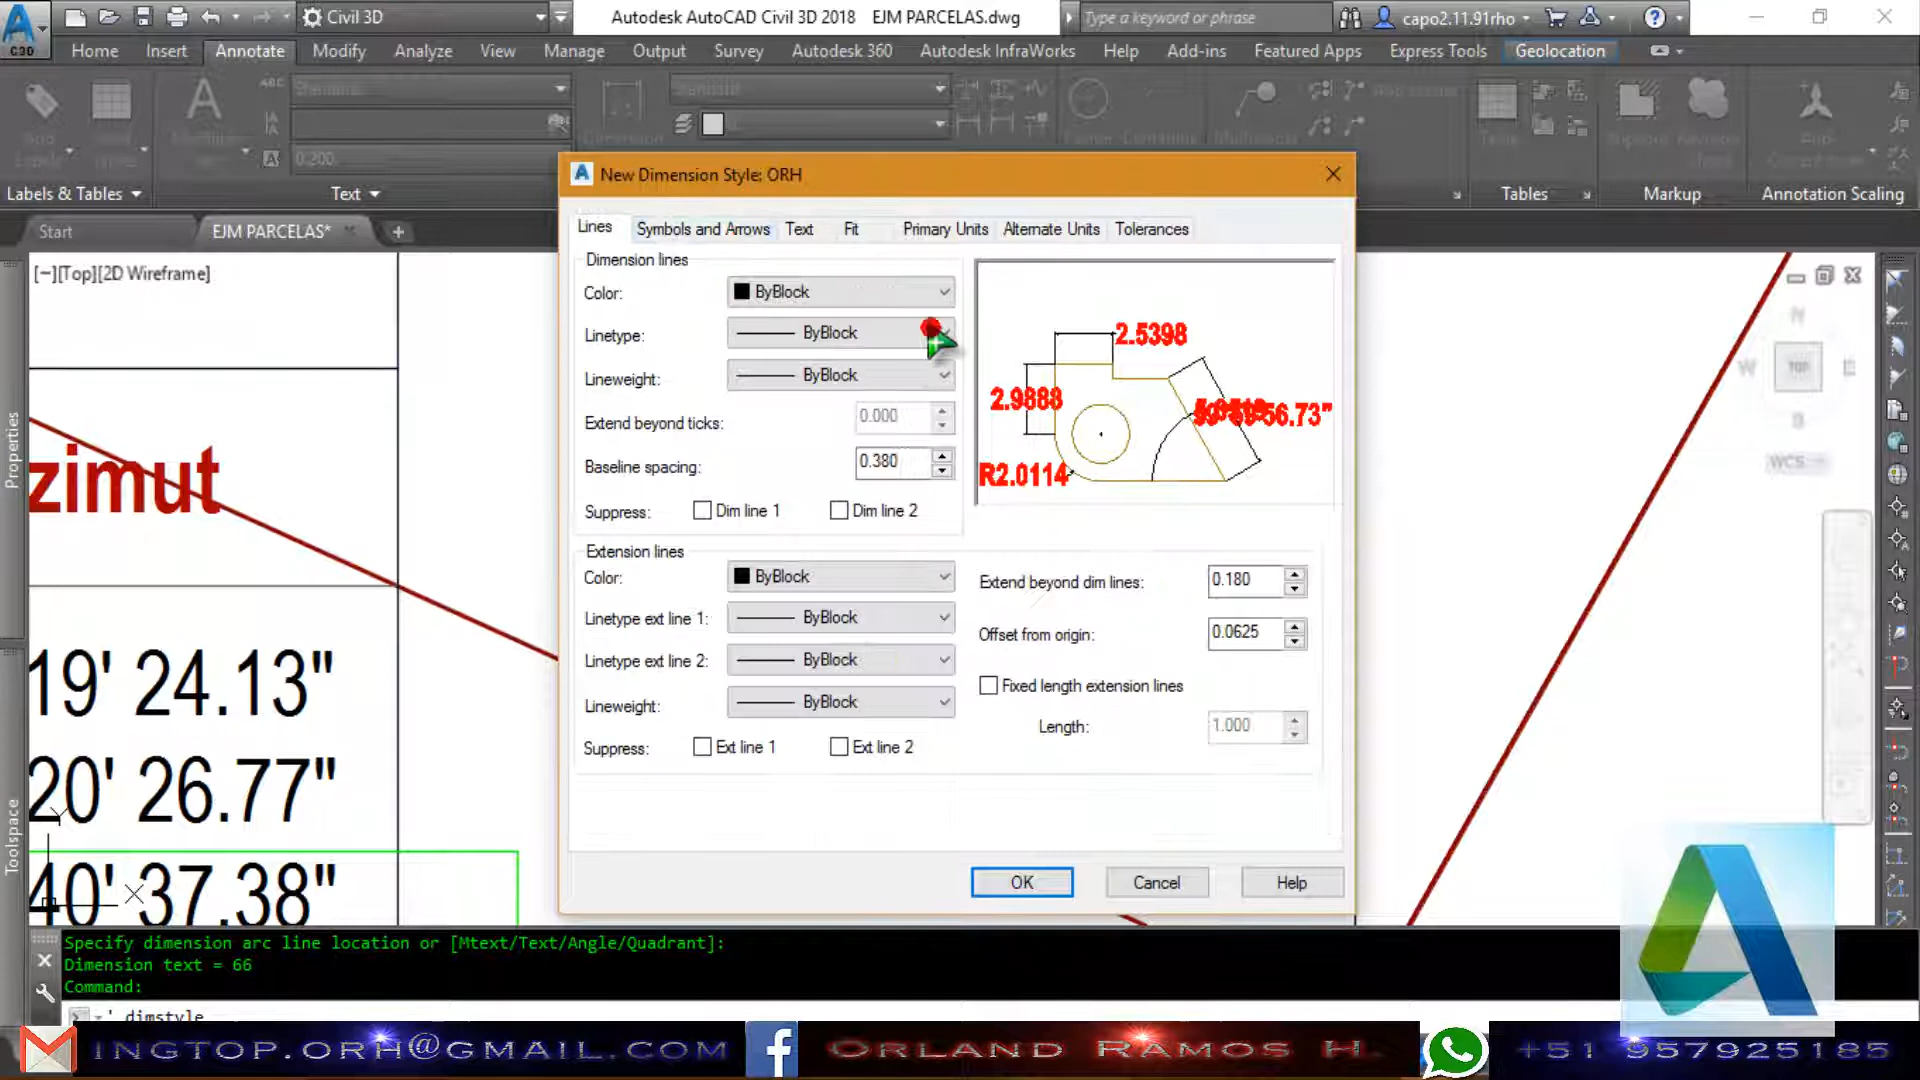 Civil 3D
Autodesk AutoCAD Civil 3D 2018 EJM PARCELAS.dwg
Type a keyword or phrase
capo2.11.91rho
C3D
Home Insert Annotate Modify Analyze View Manage Output Survey Autodesk 360 Autodesk InfraWorks Help Add-ins Featured Apps Express Tools Geolocation
ABC
Standard
0.200
Labels & Tables Text Tables Markup Annotation Scaling
Start EJM PARCELAS* +
[−][Top][2D Wireframe]
Properties
Toolspace
zimut
19' 24.13"
20' 26.77"
40' 37.38"
New Dimension Style: ORH
Lines Symbols and Arrows Text Fit Primary Units Alternate Units Tolerances
Dimension lines
Color: ByBlock
Linetype: ByBlock
Lineweight: ByBlock
Extend beyond ticks: 0.000
Baseline spacing: 0.380
Suppress: Dim line 1 Dim line 2
2.5398
2.9888
R2.0114
Extension lines
Color: ByBlock
Linetype ext line 1: ByBlock
Linetype ext line 2: ByBlock
Lineweight: ByBlock
Suppress: Ext line 1 Ext line 2
Extend beyond dim lines: 0.180
Offset from origin: 0.0625
Fixed length extension lines
Length: 1.000
OK Cancel Help
N
W TOP E
S
WCS
Specify dimension arc line location or [Mtext/Text/Angle/Quadrant]:
Dimension text = 66
Command:
'_dimstyle
INGTOP.ORH@GMAIL.COM ORLAND RAMOS H. +51 957925185